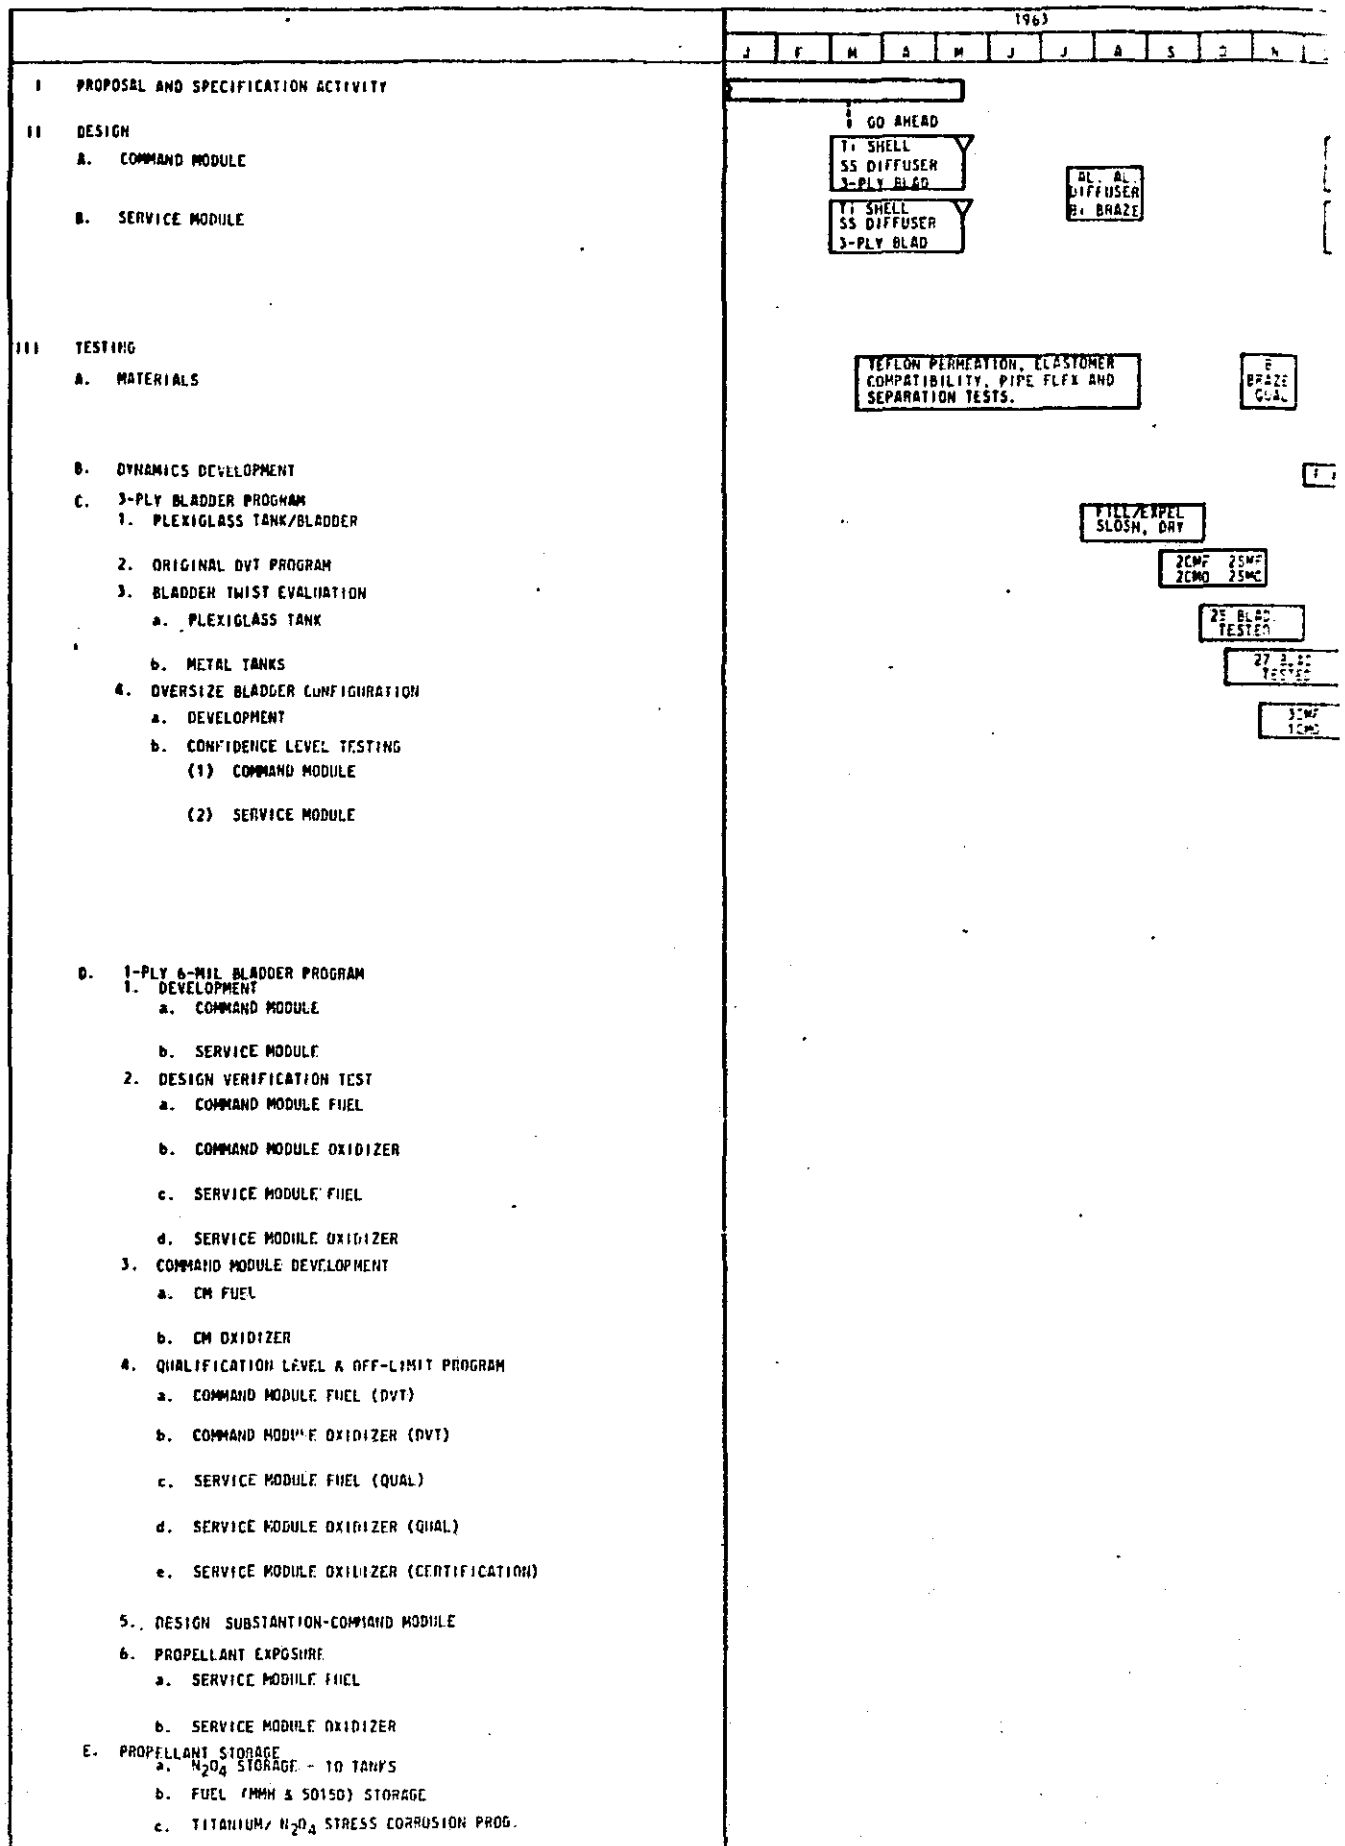 1963
J F M A M J J A S O N
I PROPOSAL AND SPECIFICATION ACTIVITY
GO AHEAD
II DESIGN
A. COMMAND MODULE
Ti SHELL
SS DIFFUSER
3-PLY BLAD
AL. AL.
DIFFUSER
Bi BRAZE
B. SERVICE MODULE
Ti SHELL
SS DIFFUSER
3-PLY BLAD
III TESTING
A. MATERIALS
TEFLON PERMEATION, ELASTOMER
COMPATIBILITY, PIPE FLEX AND
SEPARATION TESTS.
BRAZE
QUAL
B. DYNAMICS DEVELOPMENT
C. 3-PLY BLADDER PROGRAM
1. PLEXIGLASS TANK/BLADDER
FILL/EXPEL
SLOSH, DRY
2. ORIGINAL DVT PROGRAM
2CMF 2SMF
2CMO 2SMO
3. BLADDER TWIST EVALUATION
a. PLEXIGLASS TANK
25 BLAD.
TESTED
b. METAL TANKS
27 BLAD
TESTED
4. OVERSIZE BLADDER CONFIGURATION
a. DEVELOPMENT
3CMF
1CMO
b. CONFIDENCE LEVEL TESTING
(1) COMMAND MODULE
(2) SERVICE MODULE
D. 1-PLY 6-MIL BLADDER PROGRAM
1. DEVELOPMENT
a. COMMAND MODULE
b. SERVICE MODULE
2. DESIGN VERIFICATION TEST
a. COMMAND MODULE FUEL
b. COMMAND MODULE OXIDIZER
c. SERVICE MODULE FUEL
d. SERVICE MODULE OXIDIZER
3. COMMAND MODULE DEVELOPMENT
a. CM FUEL
b. CM OXIDIZER
4. QUALIFICATION LEVEL & OFF-LIMIT PROGRAM
a. COMMAND MODULE FUEL (DVT)
b. COMMAND MODULE OXIDIZER (DVT)
c. SERVICE MODULE FUEL (QUAL)
d. SERVICE MODULE OXIDIZER (QUAL)
e. SERVICE MODULE OXIDIZER (CERTIFICATION)
5. DESIGN SUBSTANTION-COMMAND MODULE
6. PROPELLANT EXPOSURE
a. SERVICE MODULE FUEL
b. SERVICE MODULE OXIDIZER
E. PROPELLANT STORAGE
a. N2O4 STORAGE - 10 TANKS
b. FUEL (MMH & 50150) STORAGE
c. TITANIUM/ N2O4 STRESS CORROSION PROG.